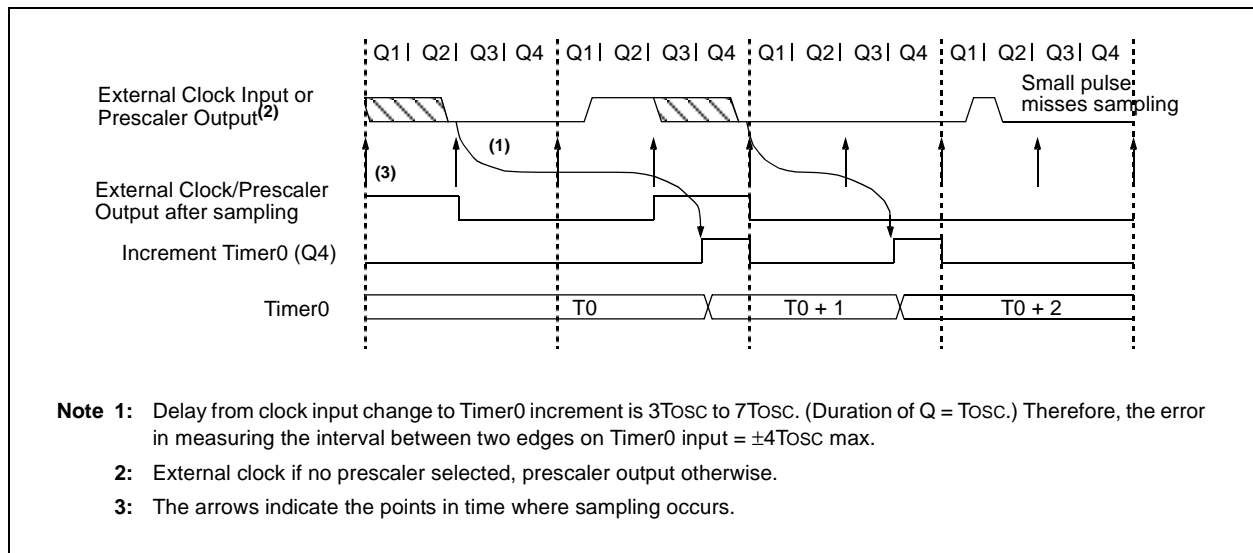 Q1| Q2| Q3| Q4 Q1| Q2| Q3| Q4 Q1| Q2| Q3| Q4 Q1| Q2| Q3| Q4
External Clock Input or
Prescaler Output(2)
Small pulse
misses sampling
(1)
(3)
External Clock/Prescaler
Output after sampling
Increment Timer0 (Q4)
Timer0
T0
T0 + 1
T0 + 2
Note 1: Delay from clock input change to Timer0 increment is 3TOSC to 7TOSC. (Duration of Q = TOSC.) Therefore, the error
in measuring the interval between two edges on Timer0 input = ±4TOSC max.
2: External clock if no prescaler selected, prescaler output otherwise.
3: The arrows indicate the points in time where sampling occurs.